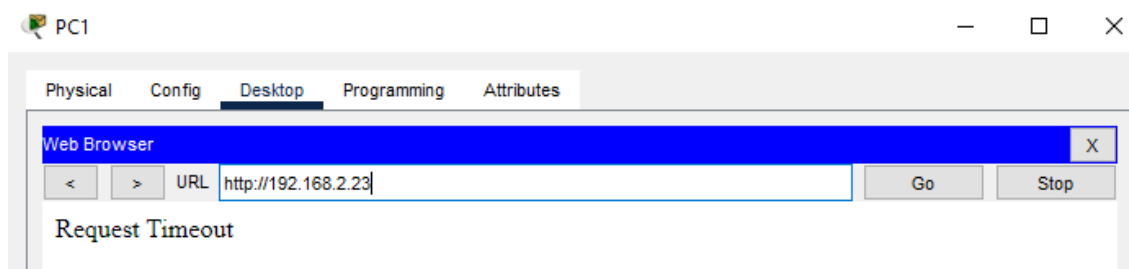 PC1
Physical Config Desktop Programming Attributes
Web Browser X
< > URL http://192.168.2.23 Go Stop
Request Timeout